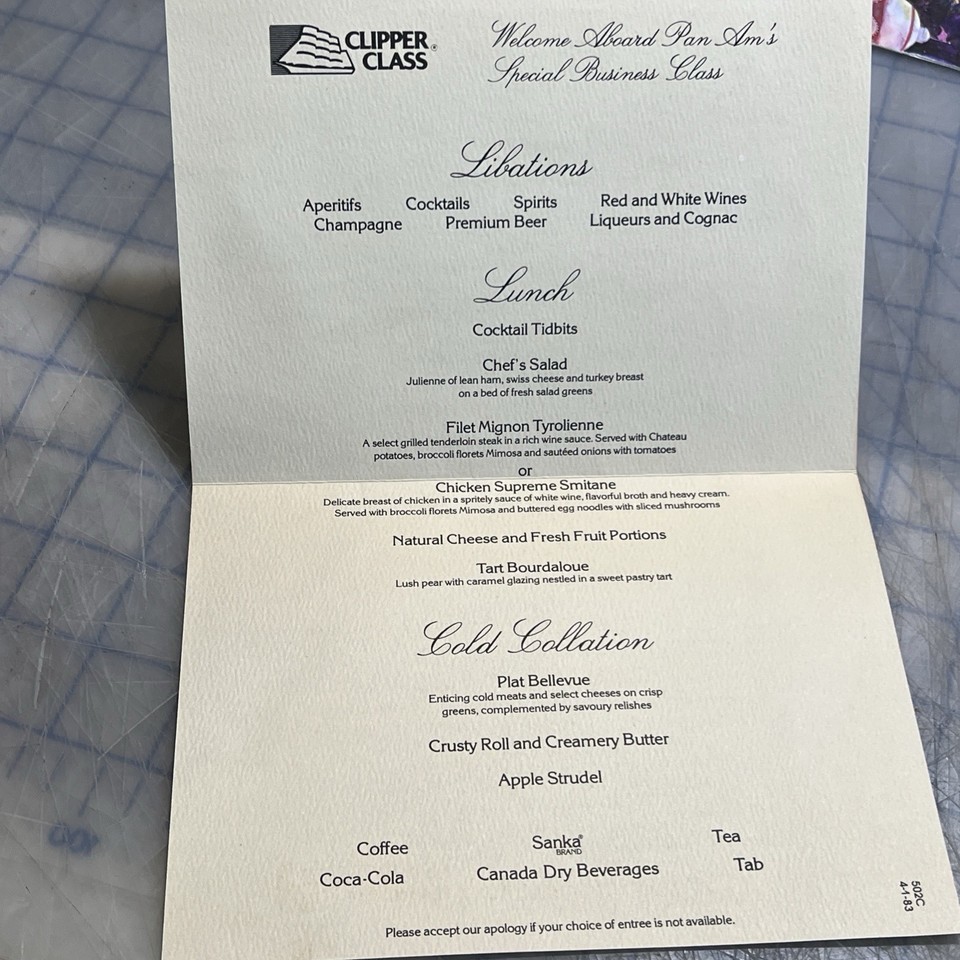 CLIPPER CLASS®
Welcome Aboard Pan Am's
Special Business Class
Libations
Aperitifs Cocktails Spirits Red and White Wines
Champagne Premium Beer Liqueurs and Cognac
Lunch
Cocktail Tidbits
Chef's Salad
Julienne of lean ham, swiss cheese and turkey breast
on a bed of fresh salad greens
Filet Mignon Tyrolienne
A select grilled tenderloin steak in a rich wine sauce. Served with Chateau
potatoes, broccoli florets Mimosa and sautéed onions with tomatoes
or
Chicken Supreme Smitane
Delicate breast of chicken in a spritely sauce of white wine, flavorful broth and heavy cream.
Served with broccoli florets Mimosa and buttered egg noodles with sliced mushrooms
Natural Cheese and Fresh Fruit Portions
Tart Bourdaloue
Lush pear with caramel glazing nestled in a sweet pastry tart
Cold Collation
Plat Bellevue
Enticing cold meats and select cheeses on crisp
greens, complemented by savoury relishes
Crusty Roll and Creamery Butter
Apple Strudel
Coffee Sanka® BRAND Tea
Coca-Cola Canada Dry Beverages Tab
502C
4-1-83
Please accept our apology if your choice of entree is not available.